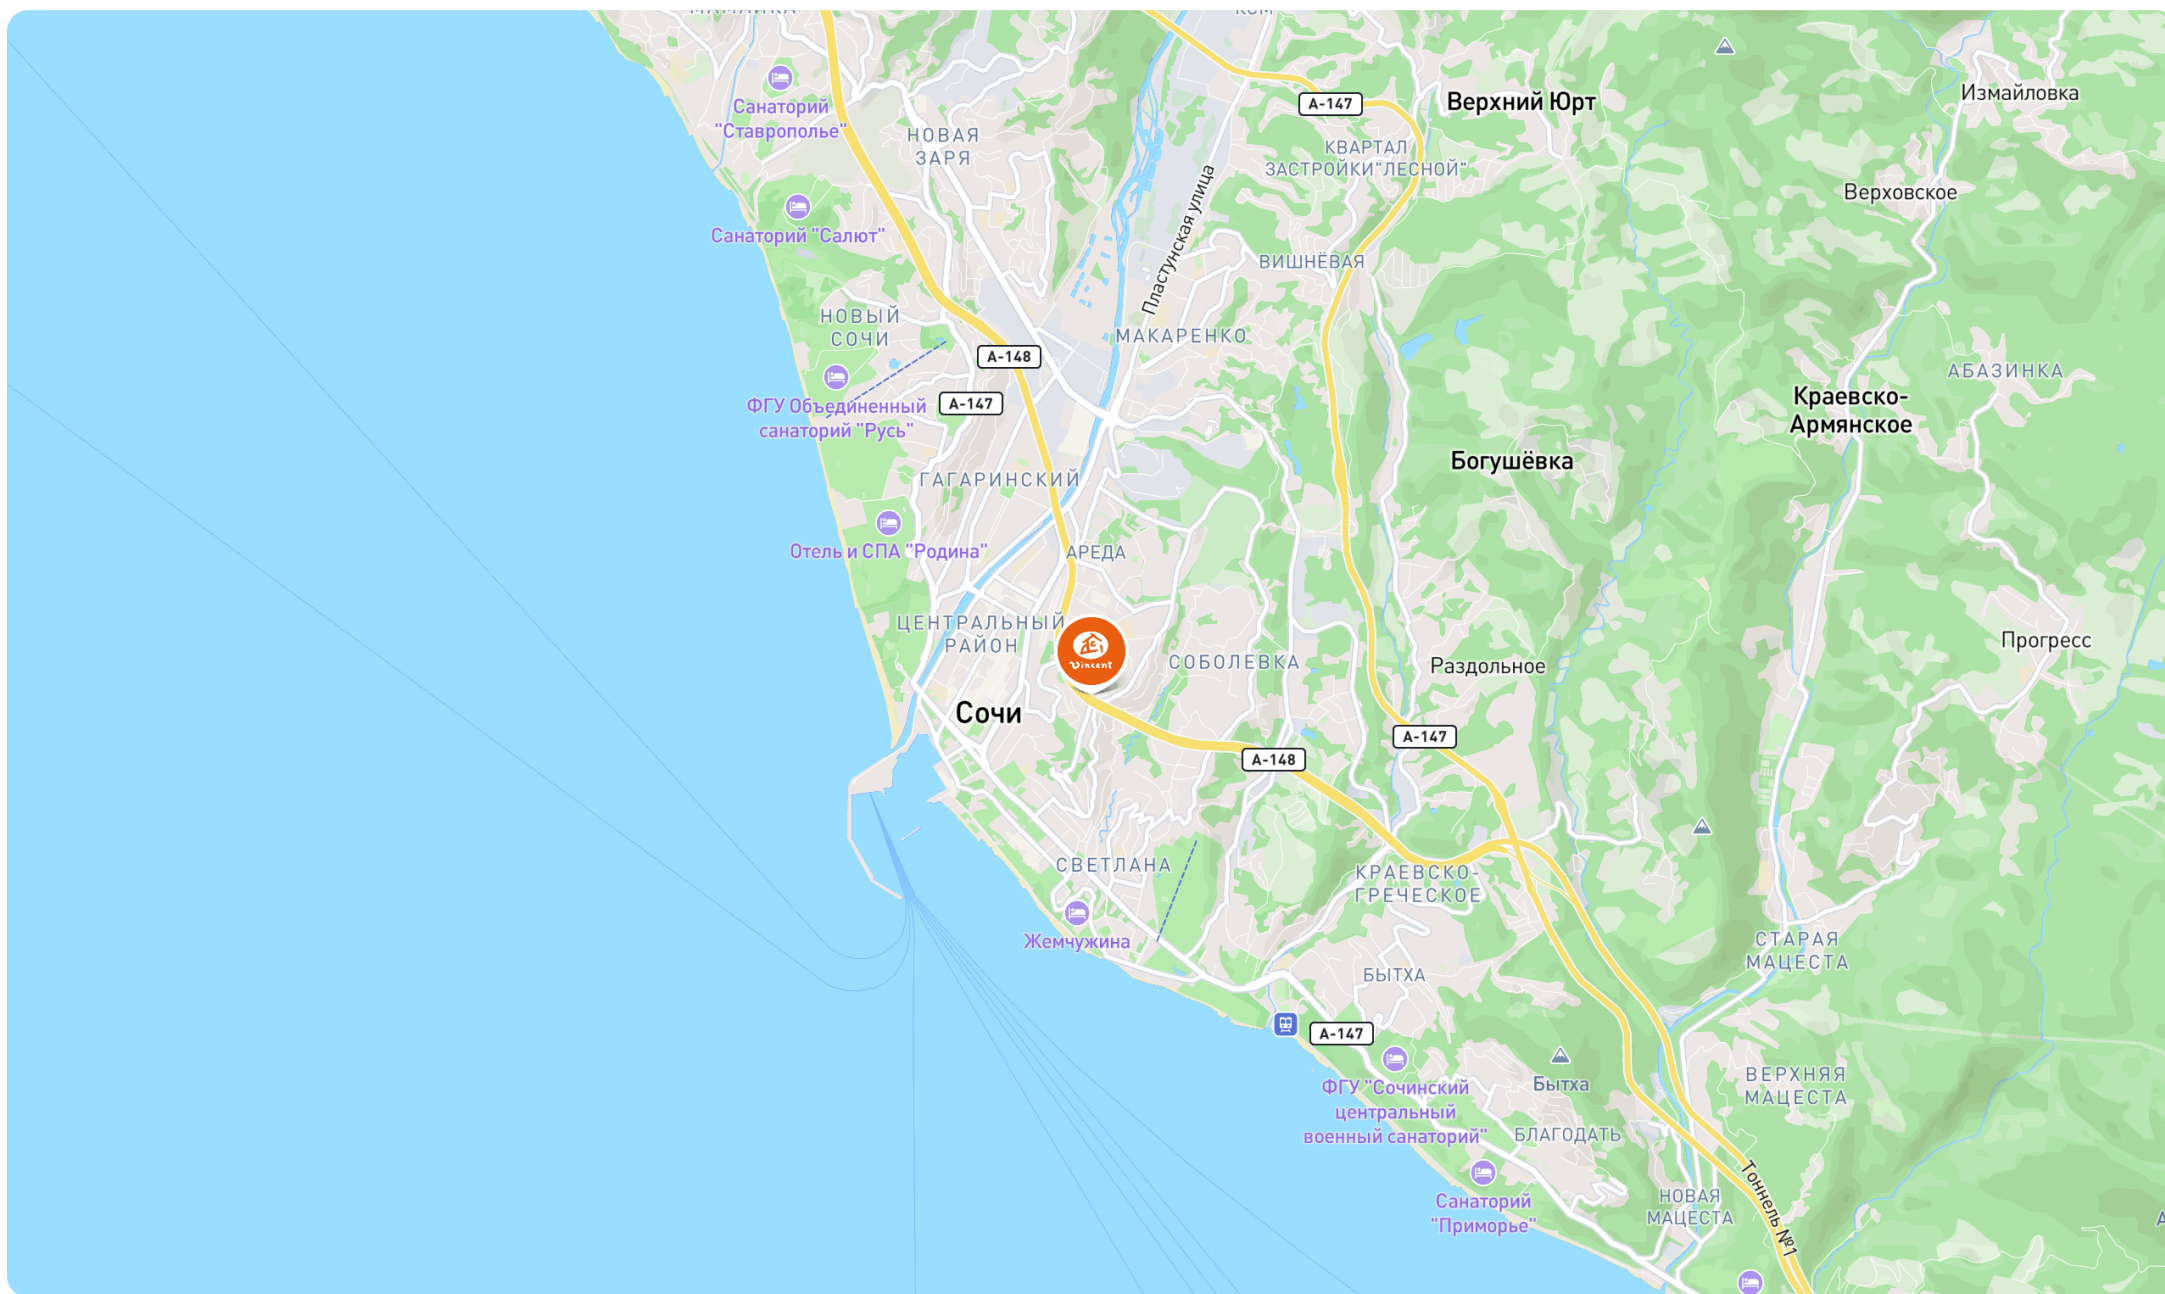 МАМАЙКА
КСМ
Санаторий
"Ставрополье"
НОВАЯ
ЗАРЯ
А-147
Верхний Юрт
Измайловка
КВАРТАЛ
ЗАСТРОЙКИ"ЛЕСНОЙ"
Верховское
Санаторий "Салют"
Пластунская улица
ВИШНЁВАЯ
НОВЫЙ
СОЧИ
МАКАРЕНКО
А-148
АБАЗИНКА
А-147
ФГУ Объединенный
санаторий "Русь"
Краевско-
Армянское
Богушёвка
ГАГАРИНСКИЙ
Отель и СПА "Родина"
АРЕДА
ЦЕНТРАЛЬНЫЙ
РАЙОН
Vincent
СОБОЛЕВКА
Раздольное
Прогресс
Сочи
А-147
А-148
СВЕТЛАНА
КРАЕВСКО-
ГРЕЧЕСКОЕ
Жемчужина
СТАРАЯ
МАЦЕСТА
БЫТХА
А-147
ФГУ "Сочинский
центральный
военный санаторий"
Бытха
ВЕРХНЯЯ
МАЦЕСТА
БЛАГОДАТЬ
Санаторий
"Приморье"
НОВАЯ
МАЦЕСТА
Тоннель №1